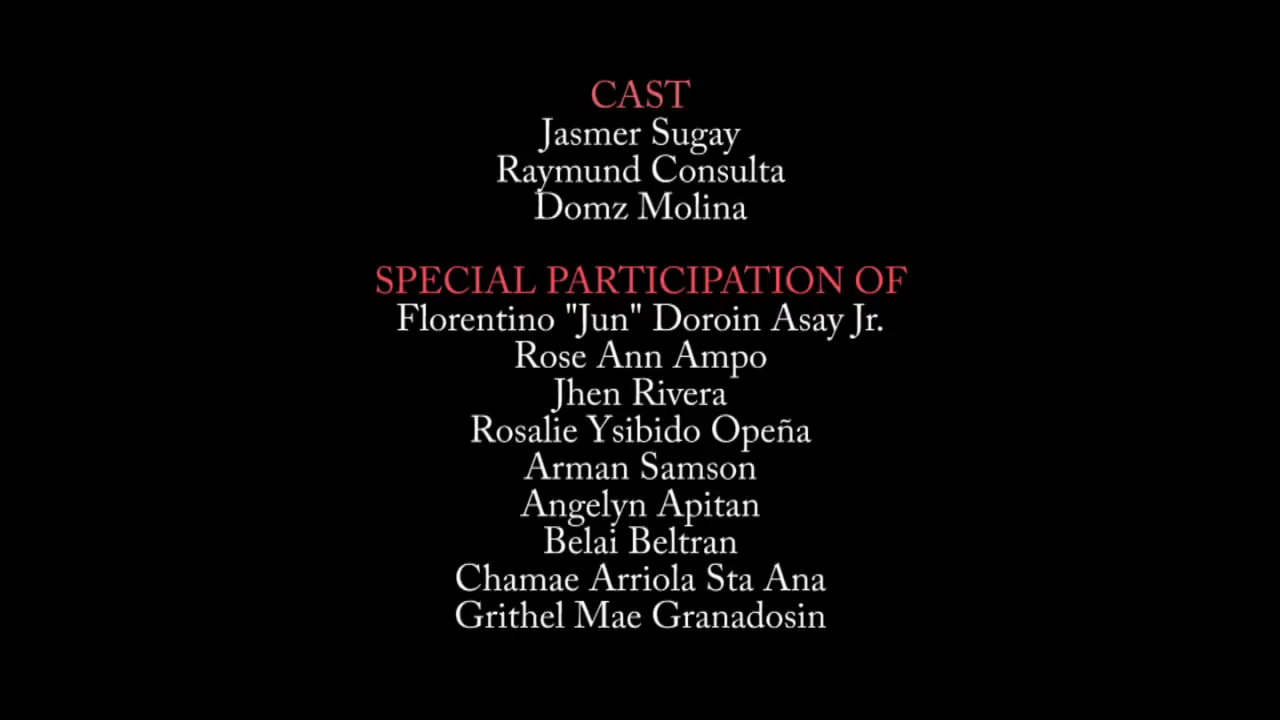 CAST
Jasmer Sugay
Raymund Consulta
Domz Molina
SPECIAL PARTICIPATION OF
Florentino "Jun" Doroin Asay Jr.
Rose Ann Ampo
Jhen Rivera
Rosalie Ysibido Opeña
Arman Samson
Angelyn Apitan
Belai Beltran
Chamae Arriola Sta Ana
Grithel Mae Granadosin